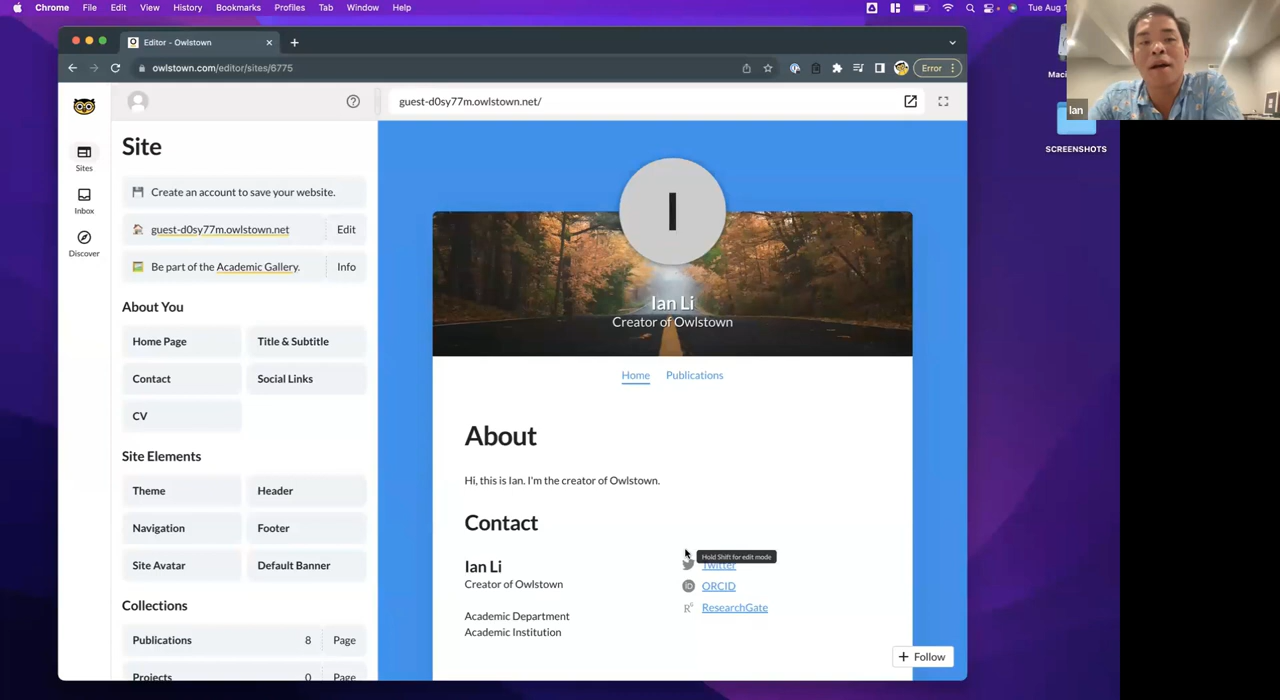 Chrome File Edit View History Bookmarks Profiles Tab Window Help
Tue Aug
Editor - Owlstown
owlstown.com/editor/sites/6775
Error
Ian
SCREENSHOTS
guest-d0sy77m.owlstown.net/
Sites
Inbox
Discover
Site
Create an account to save your website.
guest-d0sy77m.owlstown.net Edit
Be part of the Academic Gallery. Info
About You
Home Page Title & Subtitle
Contact Social Links
CV
Site Elements
Theme Header
Navigation Footer
Site Avatar Default Banner
Collections
Publications 8 Page
Projects 0 Page
I
Ian Li
Creator of Owlstown
Home Publications
About
Hi, this is Ian. I'm the creator of Owlstown.
Contact
Ian Li
Creator of Owlstown
Academic Department
Academic Institution
Hold Shift for edit mode
Twitter
iD ORCID
R⁶ ResearchGate
+ Follow